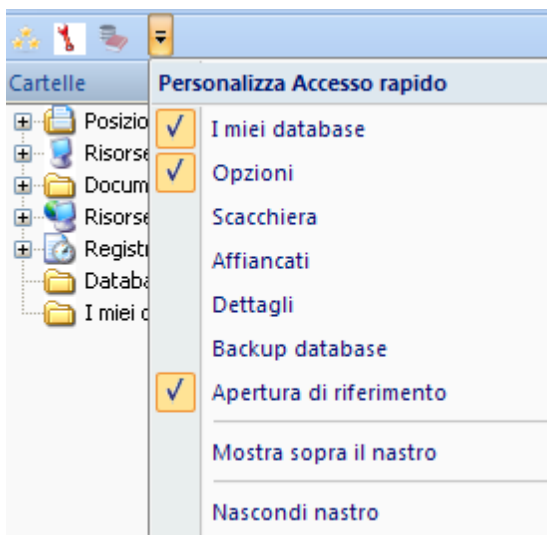 Cartelle
Personalizza Accesso rapido
I miei database
Opzioni
Scacchiera
Affiancati
Dettagli
Backup database
Apertura di riferimento
Mostra sopra il nastro
Nascondi nastro
Posizio
Risorse
Docum
Risorse
Registr
Databa
I miei